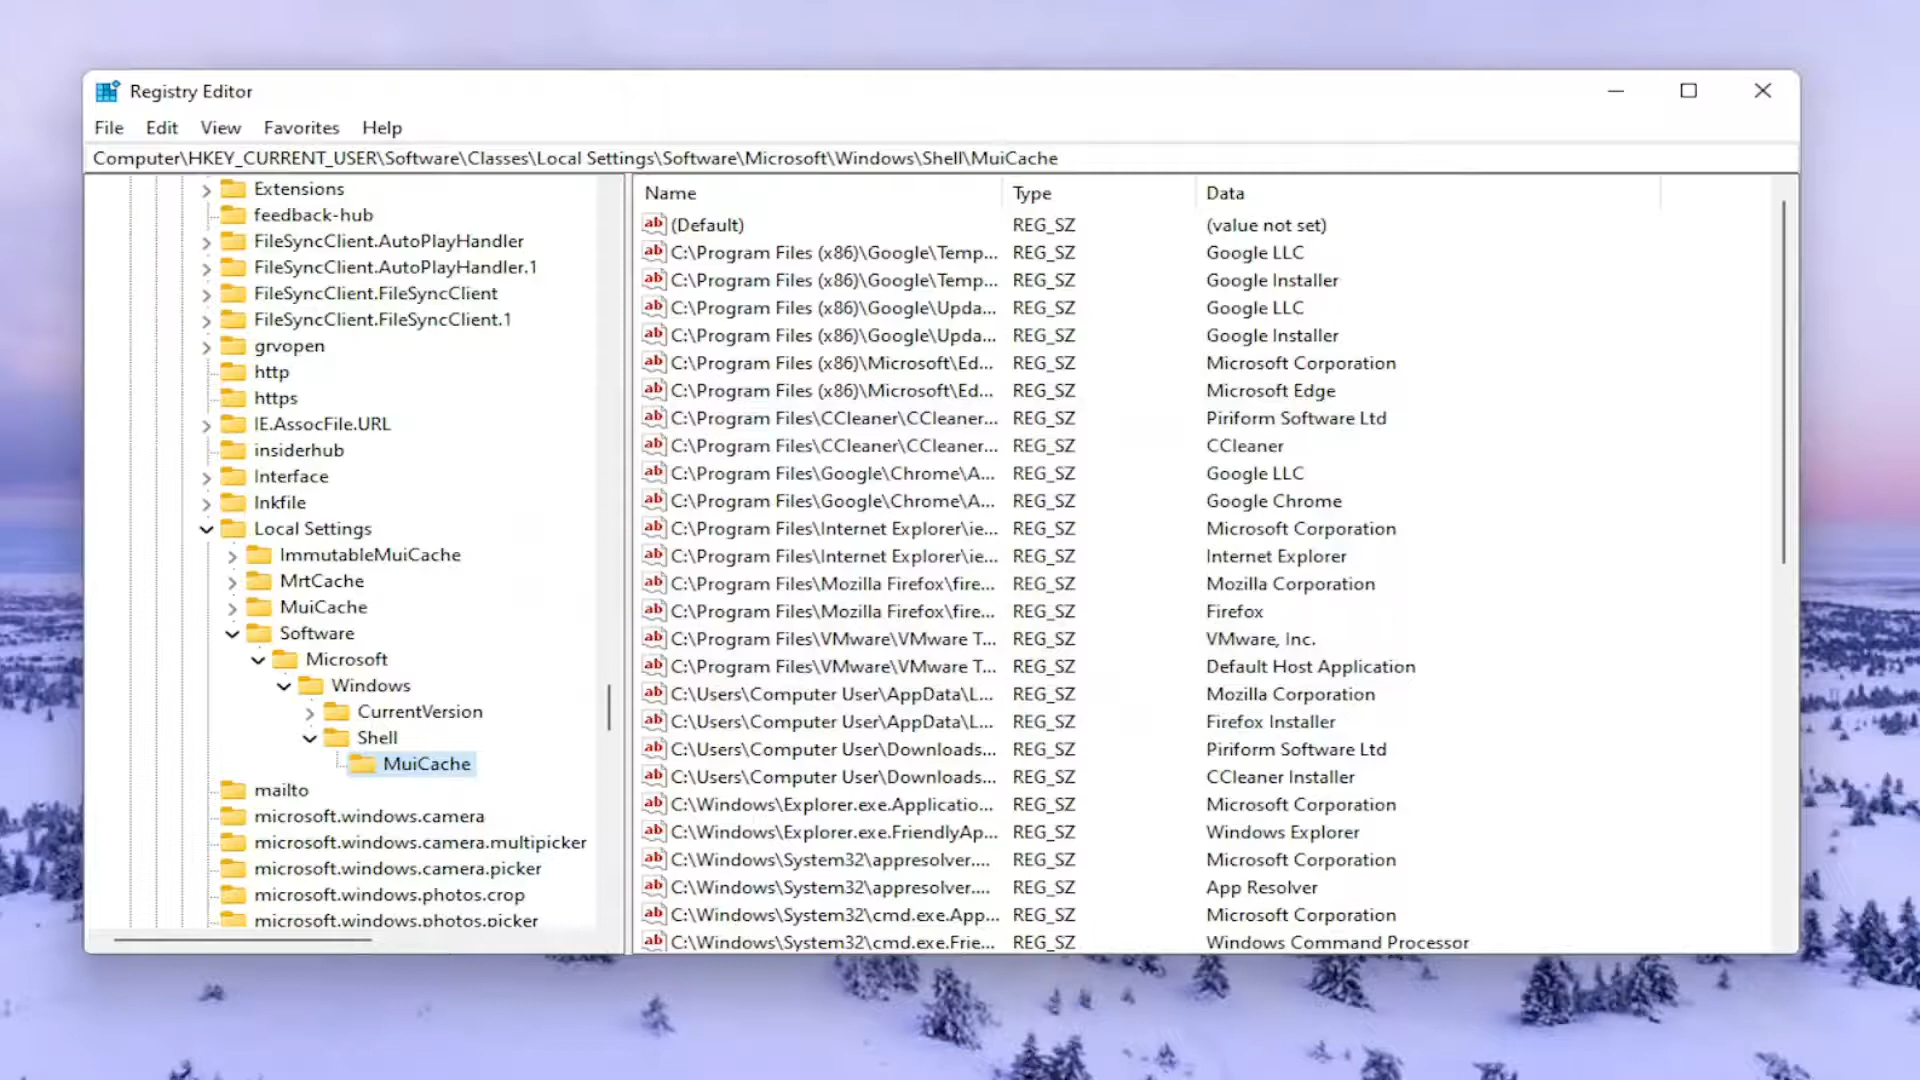 Registry Editor
File Edit View Favorites Help
Computer\HKEY_CURRENT_USER\Software\Classes\Local Settings\Software\Microsoft\Windows\Shell\MuiCache
Extensions
feedback-hub
FileSyncClient.AutoPlayHandler
FileSyncClient.AutoPlayHandler.1
FileSyncClient.FileSyncClient
FileSyncClient.FileSyncClient.1
grvopen
http
https
IE.AssocFile.URL
insiderhub
Interface
lnkfile
Local Settings
ImmutableMuiCache
MrtCache
MuiCache
Software
Microsoft
Windows
CurrentVersion
Shell
MuiCache
mailto
microsoft.windows.camera
microsoft.windows.camera.multipicker
microsoft.windows.camera.picker
microsoft.windows.photos.crop
microsoft.windows.photos.picker
Name Type Data
(Default) REG_SZ (value not set)
C:\Program Files (x86)\Google\Temp... REG_SZ Google LLC
C:\Program Files (x86)\Google\Temp... REG_SZ Google Installer
C:\Program Files (x86)\Google\Upda... REG_SZ Google LLC
C:\Program Files (x86)\Google\Upda... REG_SZ Google Installer
C:\Program Files (x86)\Microsoft\Ed... REG_SZ Microsoft Corporation
C:\Program Files (x86)\Microsoft\Ed... REG_SZ Microsoft Edge
C:\Program Files\CCleaner\CCleaner... REG_SZ Piriform Software Ltd
C:\Program Files\CCleaner\CCleaner... REG_SZ CCleaner
C:\Program Files\Google\Chrome\A... REG_SZ Google LLC
C:\Program Files\Google\Chrome\A... REG_SZ Google Chrome
C:\Program Files\Internet Explorer\ie... REG_SZ Microsoft Corporation
C:\Program Files\Internet Explorer\ie... REG_SZ Internet Explorer
C:\Program Files\Mozilla Firefox\fire... REG_SZ Mozilla Corporation
C:\Program Files\Mozilla Firefox\fire... REG_SZ Firefox
C:\Program Files\VMware\VMware T... REG_SZ VMware, Inc.
C:\Program Files\VMware\VMware T... REG_SZ Default Host Application
C:\Users\Computer User\AppData\L... REG_SZ Mozilla Corporation
C:\Users\Computer User\AppData\L... REG_SZ Firefox Installer
C:\Users\Computer User\Downloads... REG_SZ Piriform Software Ltd
C:\Users\Computer User\Downloads... REG_SZ CCleaner Installer
C:\Windows\Explorer.exe.Applicatio... REG_SZ Microsoft Corporation
C:\Windows\Explorer.exe.FriendlyAp... REG_SZ Windows Explorer
C:\Windows\System32\appresolver.... REG_SZ Microsoft Corporation
C:\Windows\System32\appresolver.... REG_SZ App Resolver
C:\Windows\System32\cmd.exe.App... REG_SZ Microsoft Corporation
C:\Windows\System32\cmd.exe.Frie... REG_SZ Windows Command Processor